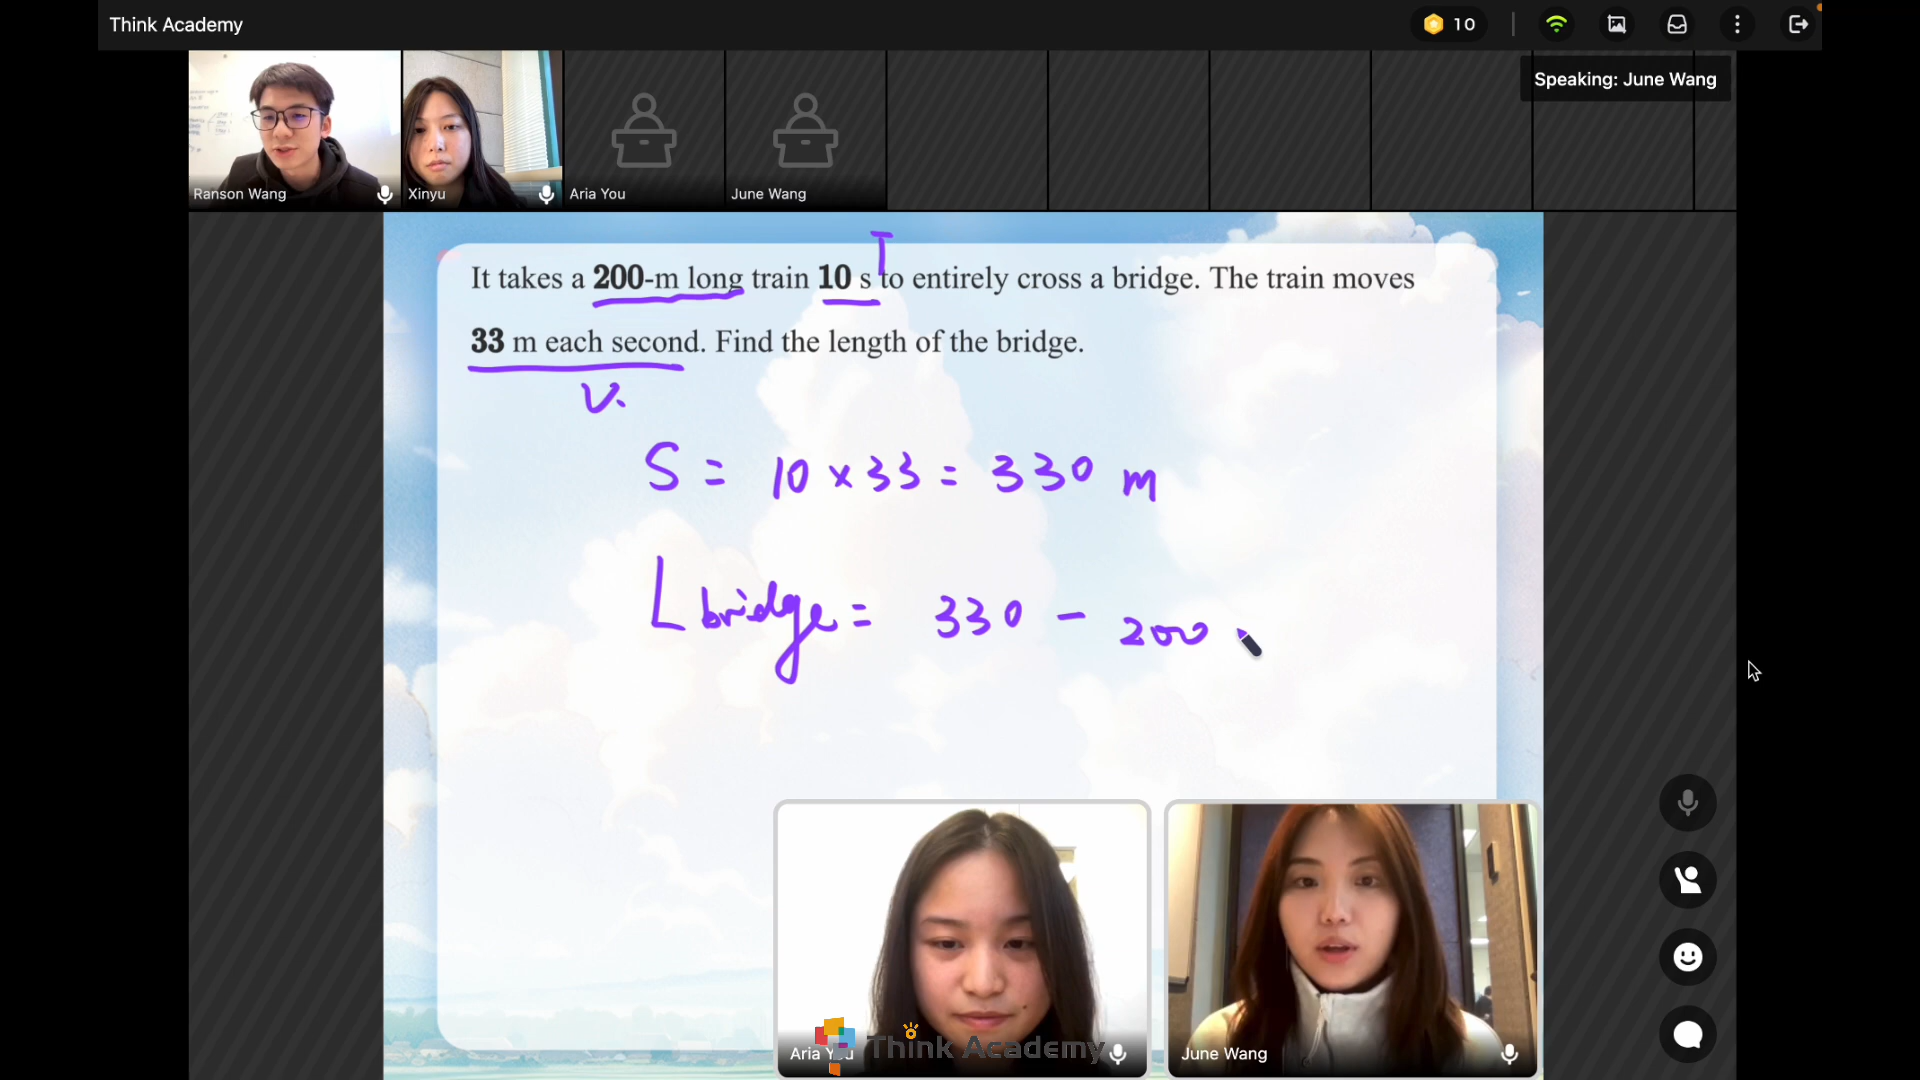 Think Academy
10
Speaking: June Wang
Ranson Wang
Xinyu
Aria You
June Wang
T
It takes a 200-m long train 10 s to entirely cross a bridge. The train moves
33 m each second. Find the length of the bridge.
V.
S = 10 × 33 = 330 m
L bridge = 330 - 200
Aria You
Think Academy
June Wang